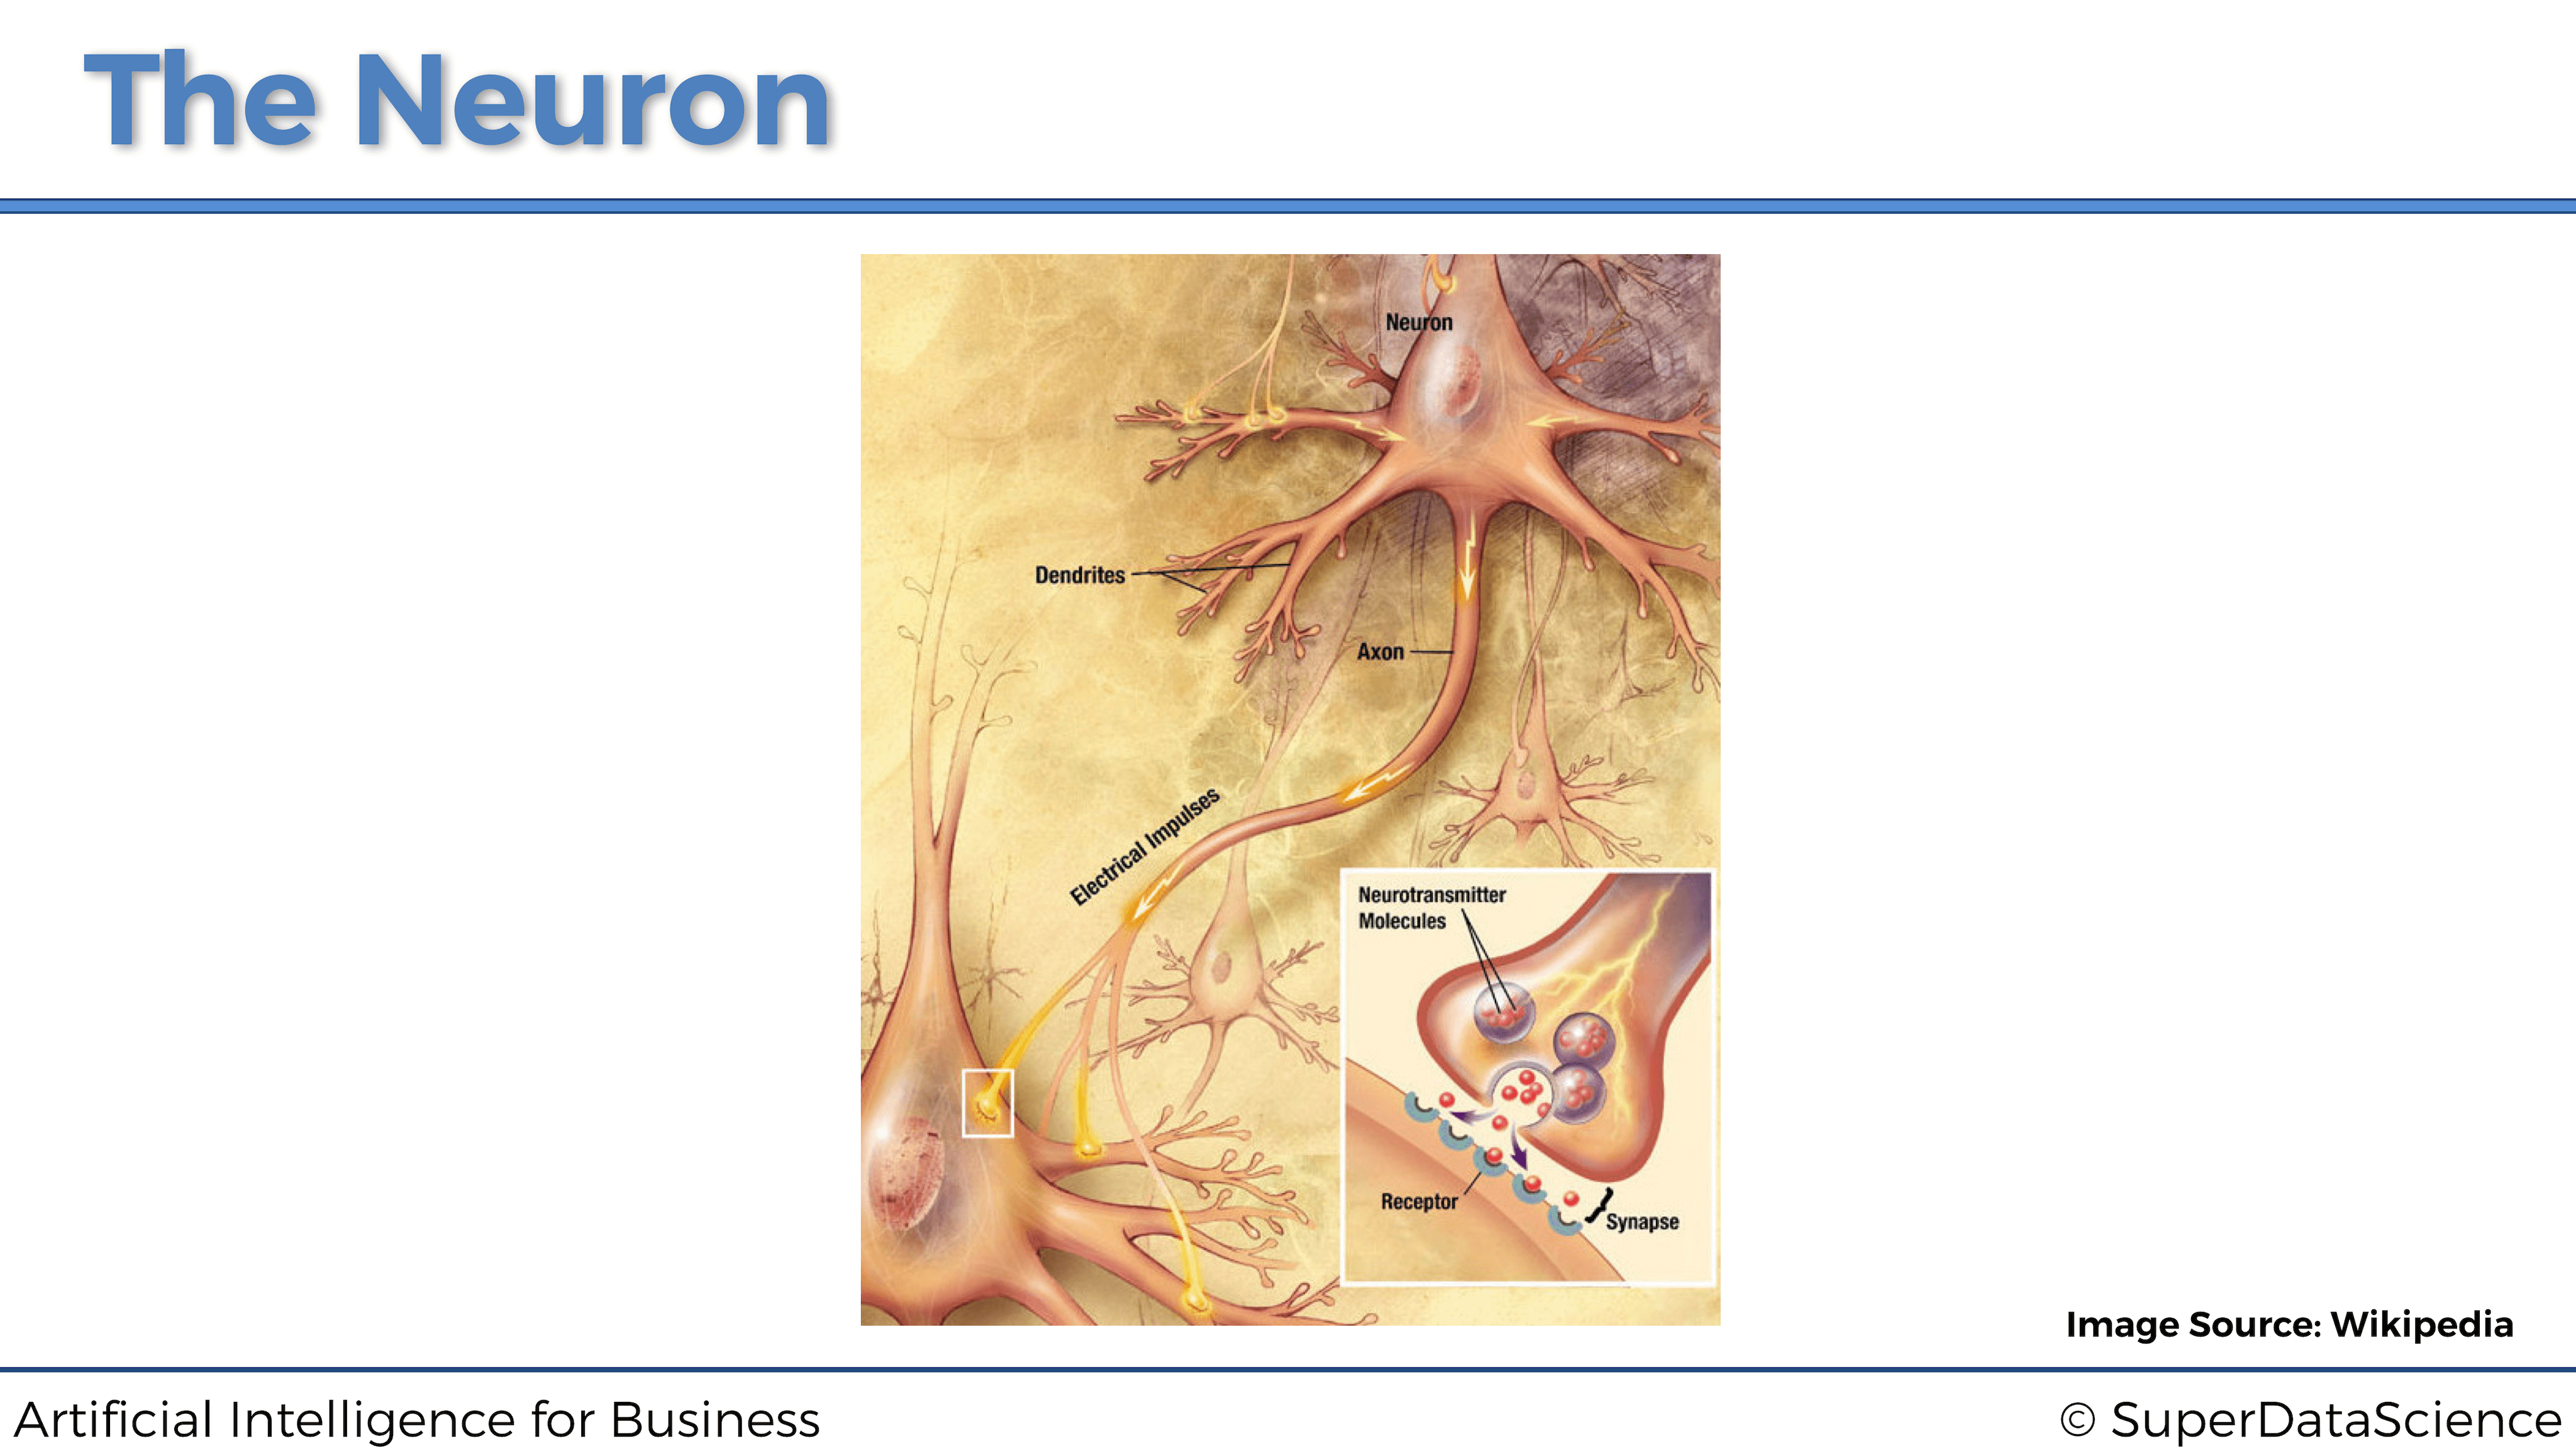 The Neuron
Neuron
Dendrites
Axon
Electrical Impulses
Neurotransmitter
Molecules
Receptor
Synapse
Image Source: Wikipedia
Artificial Intelligence for Business
© SuperDataScience